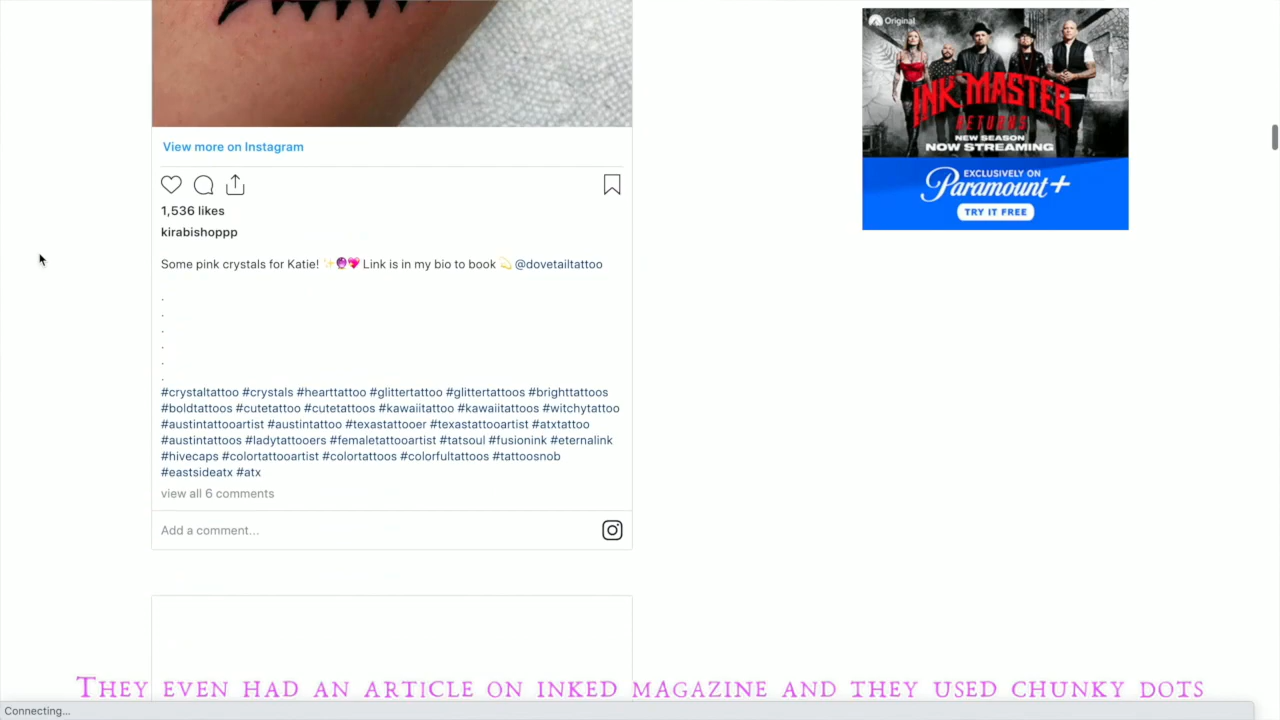 View more on Instagram
1,536 likes
kirabishoppp
Some pink crystals for Katie! ✨🔮💖 Link is in my bio to book 💫 @dovetailtattoo
.
.
.
.
.
.
#crystaltattoo #crystals #hearttattoo #glittertattoo #glittertattoos #brighttattoos
#boldtattoos #cutetattoo #cutetattoos #kawaiitattoo #kawaiitattoos #witchytattoo
#austintattooartist #austintattoo #texastattooer #texastattooartist #atxtattoo
#austintattoos #ladytattooers #femaletattooartist #tatsoul #fusionink #eternalink
#hivecaps #colortattooartist #colortattoos #colorfultattoos #tattoosnob
#eastsideatx #atx
view all 6 comments
Add a comment...
Original
INK MASTER
RETURNS
NEW SEASON
NOW STREAMING
EXCLUSIVELY ON
Paramount+
TRY IT FREE
They even had an article on inked magazine and they used chunky dots
Connecting...